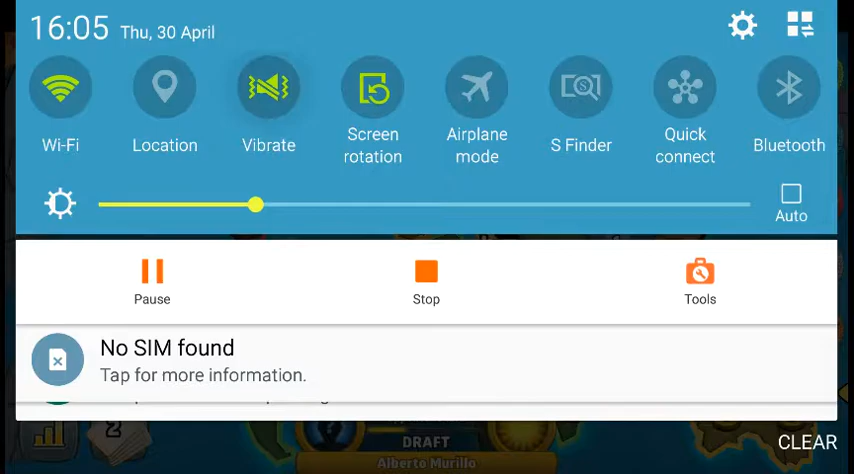 16:05 Thu, 30 April
Wi-Fi
Location
Vibrate
Screen
rotation
Airplane
mode
S Finder
Quick
connect
Bluetooth
Auto
Pause
Stop
Tools
No SIM found
Tap for more information.
2
DRAFT
CLEAR
Alberto Murillo